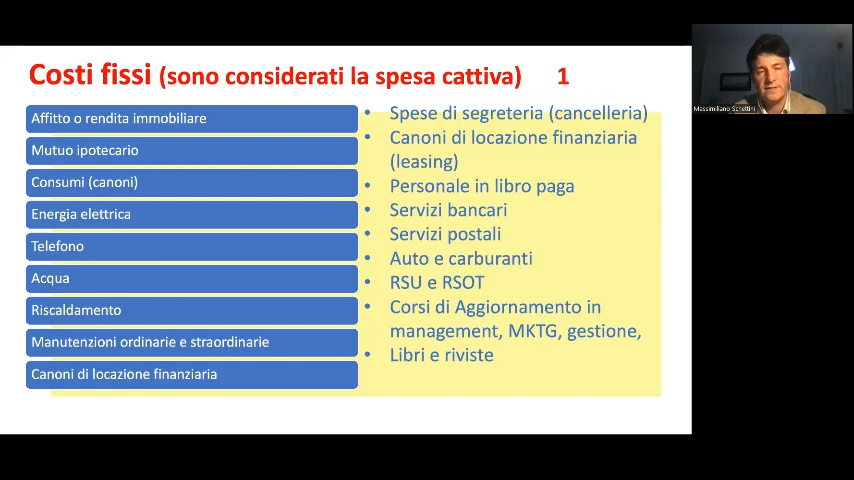 Costi fissi (sono considerati la spesa cattiva) 1
Affitto o rendita immobiliare
Mutuo ipotecario
Consumi (canoni)
Energia elettrica
Telefono
Acqua
Riscaldamento
Manutenzioni ordinarie e straordinarie
Canoni di locazione finanziaria
• Spese di segreteria (cancelleria)
• Canoni di locazione finanziaria
(leasing)
• Personale in libro paga
• Servizi bancari
• Servizi postali
• Auto e carburanti
• RSU e RSOT
• Corsi di Aggiornamento in
management, MKTG, gestione,
• Libri e riviste
Massimiliano Schettini